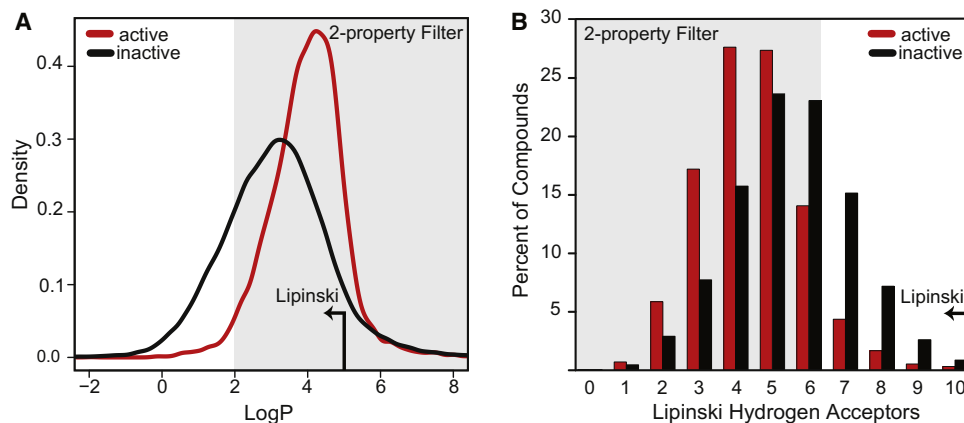 A
active
inactive
2-property Filter
0.4
0.3
0.2
0.1
0.0
Density
Lipinski
−2 0 2 4 6 8
LogP
B
2-property Filter
active
inactive
30
25
20
15
10
5
Percent of Compounds
Lipinski
0 1 2 3 4 5 6 7 8 9 10
Lipinski Hydrogen Acceptors